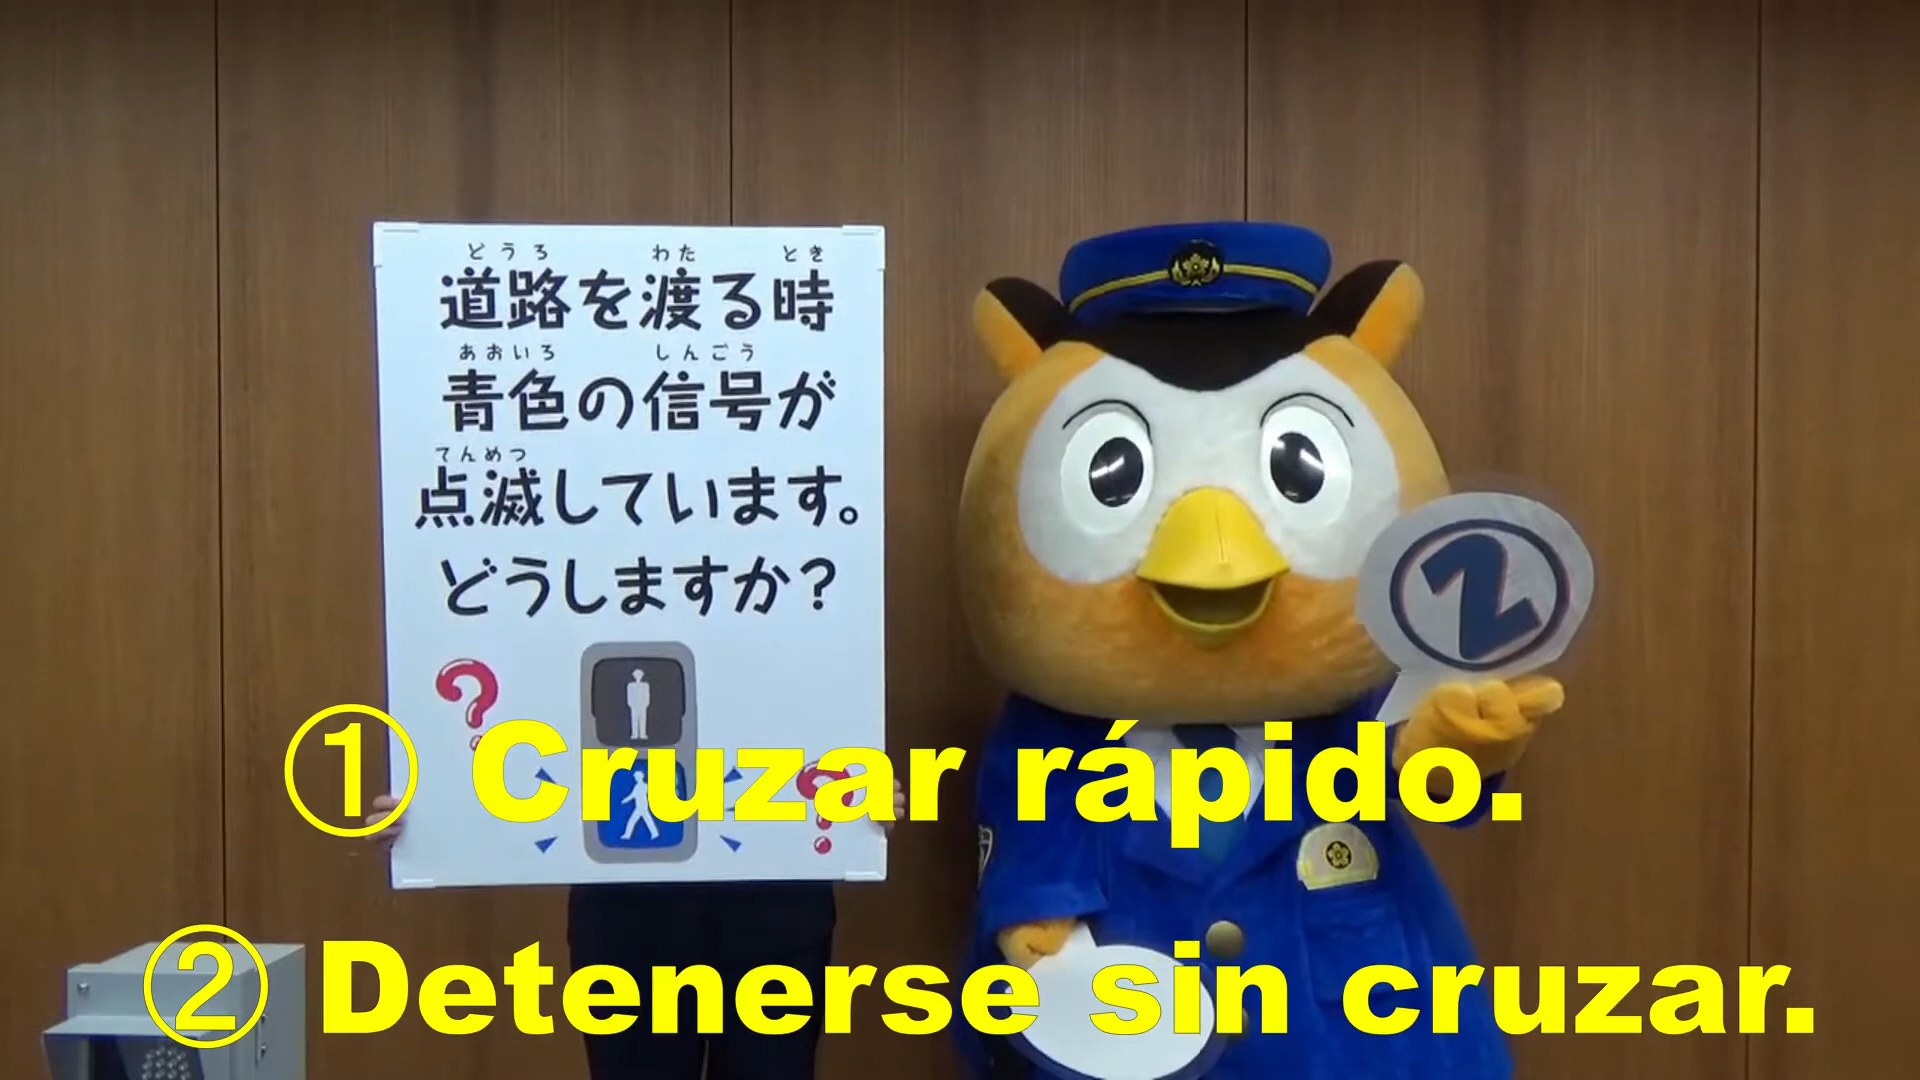 どうろ わた とき
道路を渡る時
あおいろ しんごう
青色の信号が
てんめつ
点滅しています。
どうしますか?
2
① Cruzar rápido.
② Detenerse sin cruzar.